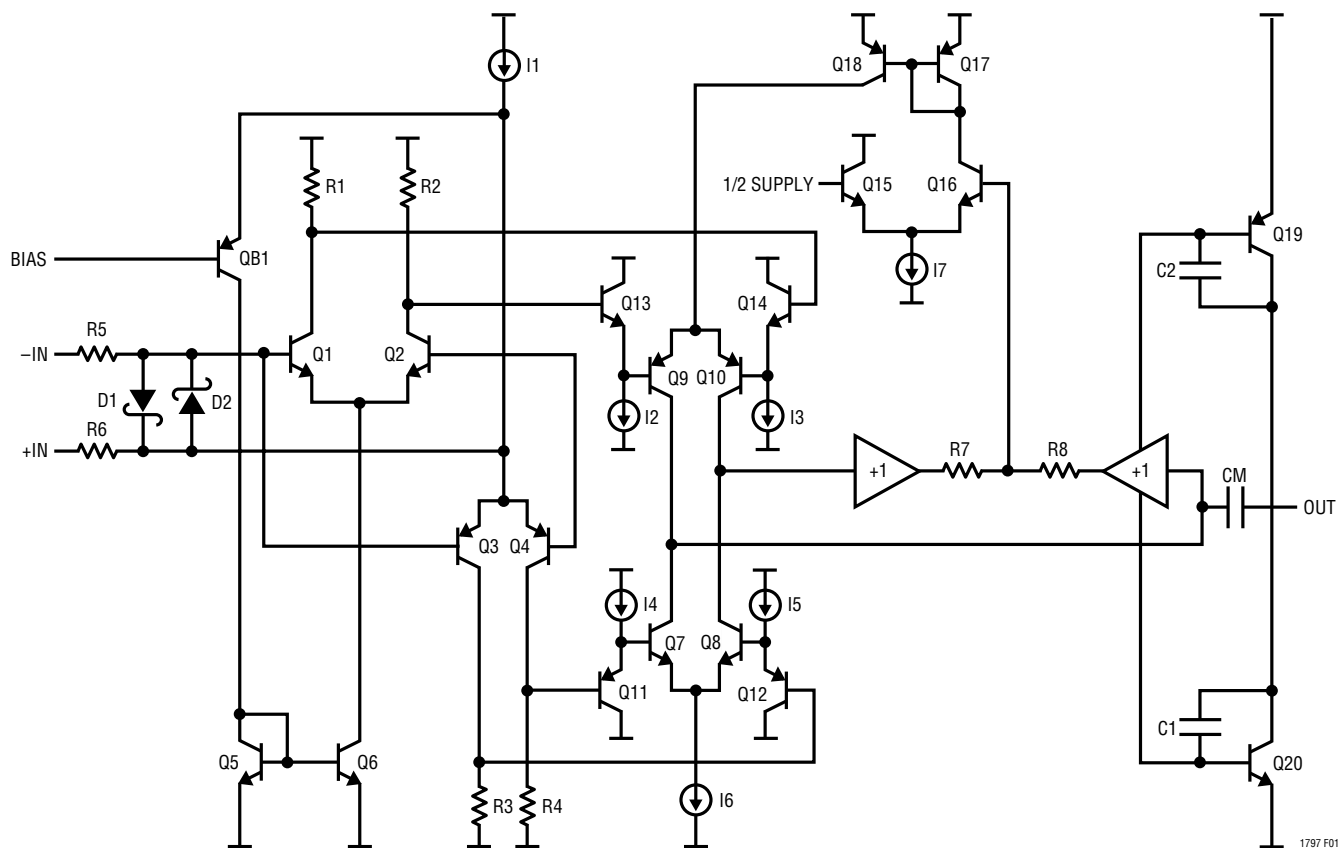 I1
Q18
Q17
R1
R2
1/2 SUPPLY
Q15
Q16
Q19
BIAS
QB1
C2
I7
Q13
Q14
R5
–IN
Q1
Q2
Q9
Q10
D1
D2
I2
I3
R6
+IN
R7
R8
+1
+1
CM
OUT
Q3
Q4
I4
I5
Q7
Q8
Q11
Q12
C1
Q5
Q6
Q20
R3
R4
I6
1797 F01